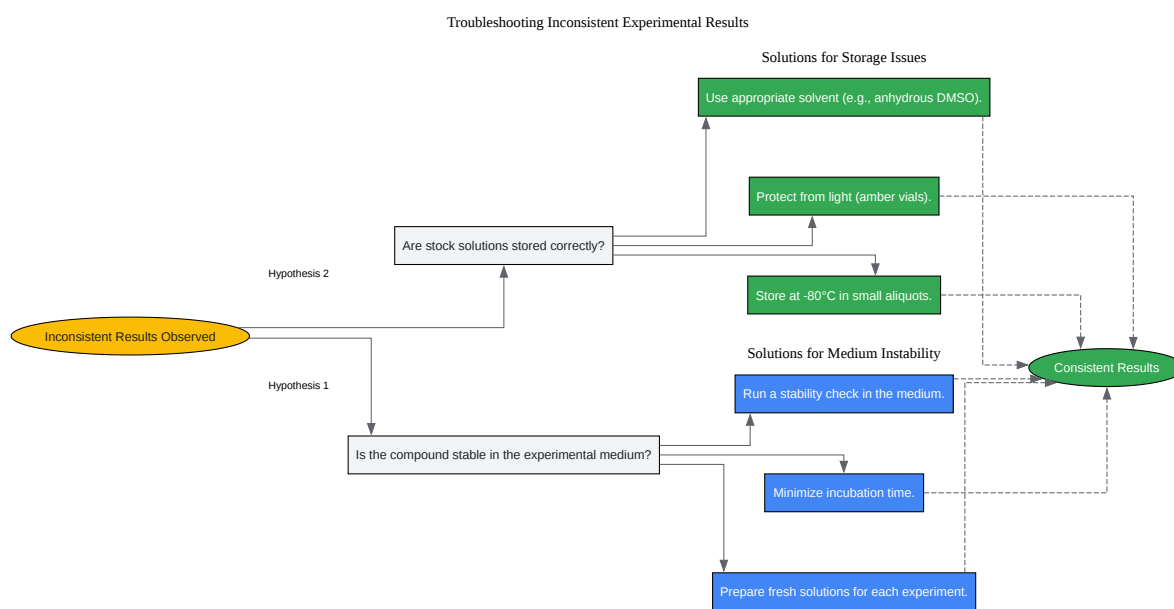 Troubleshooting Inconsistent Experimental Results
Solutions for Storage Issues
Use appropriate solvent (e.g., anhydrous DMSO).
Protect from light (amber vials).
Are stock solutions stored correctly?
Hypothesis 2
Store at -80°C in small aliquots.
Inconsistent Results Observed
Solutions for Medium Instability
Consistent Results
Hypothesis 1
Run a stability check in the medium.
Is the compound stable in the experimental medium?
Minimize incubation time.
Prepare fresh solutions for each experiment.